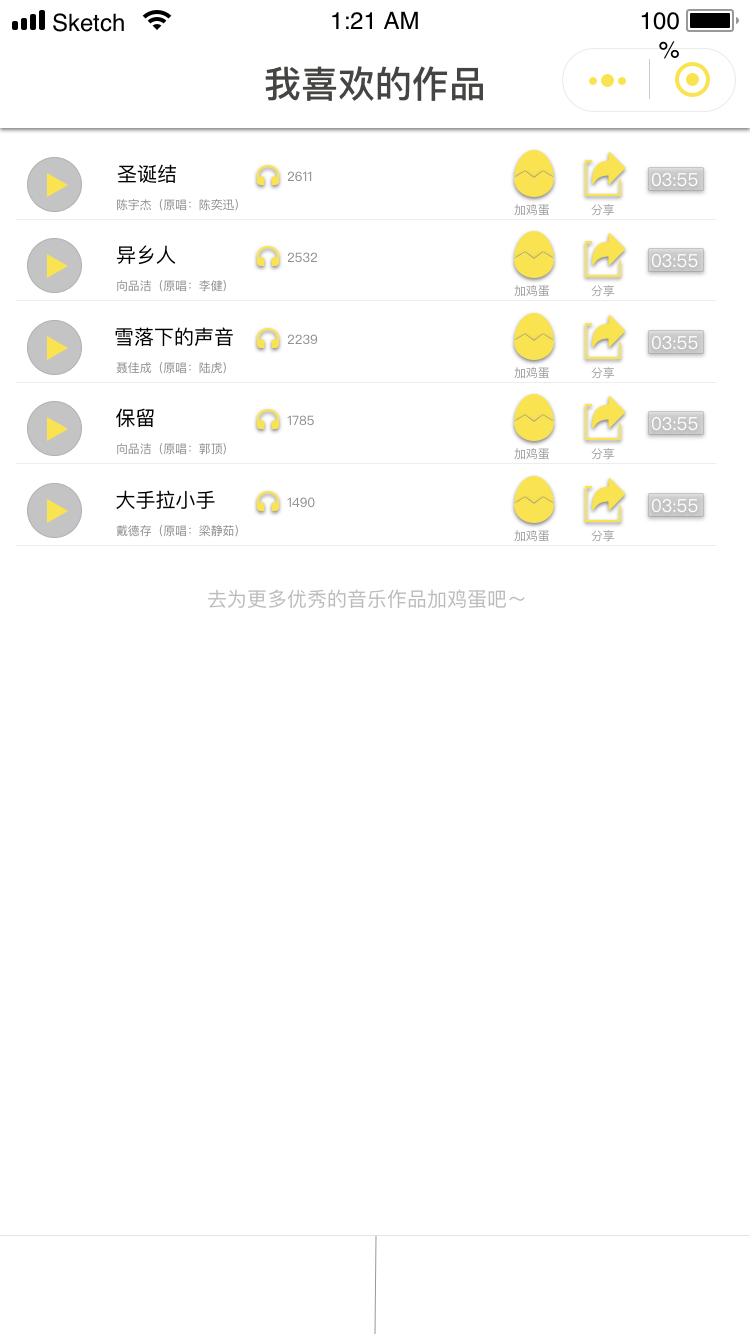 Sketch 1:21 AM 100
%
我喜欢的作品
圣诞结 2611 03:55
陈宇杰（原唱：陈奕迅） 加鸡蛋 分享
异乡人 2532 03:55
向品洁（原唱：李健） 加鸡蛋 分享
雪落下的声音 2239 03:55
聂佳成（原唱：陆虎） 加鸡蛋 分享
保留 1785 03:55
向品洁（原唱：郭顶） 加鸡蛋 分享
大手拉小手 1490 03:55
戴德存（原唱：梁静茹） 加鸡蛋 分享
去为更多优秀的音乐作品加鸡蛋吧～